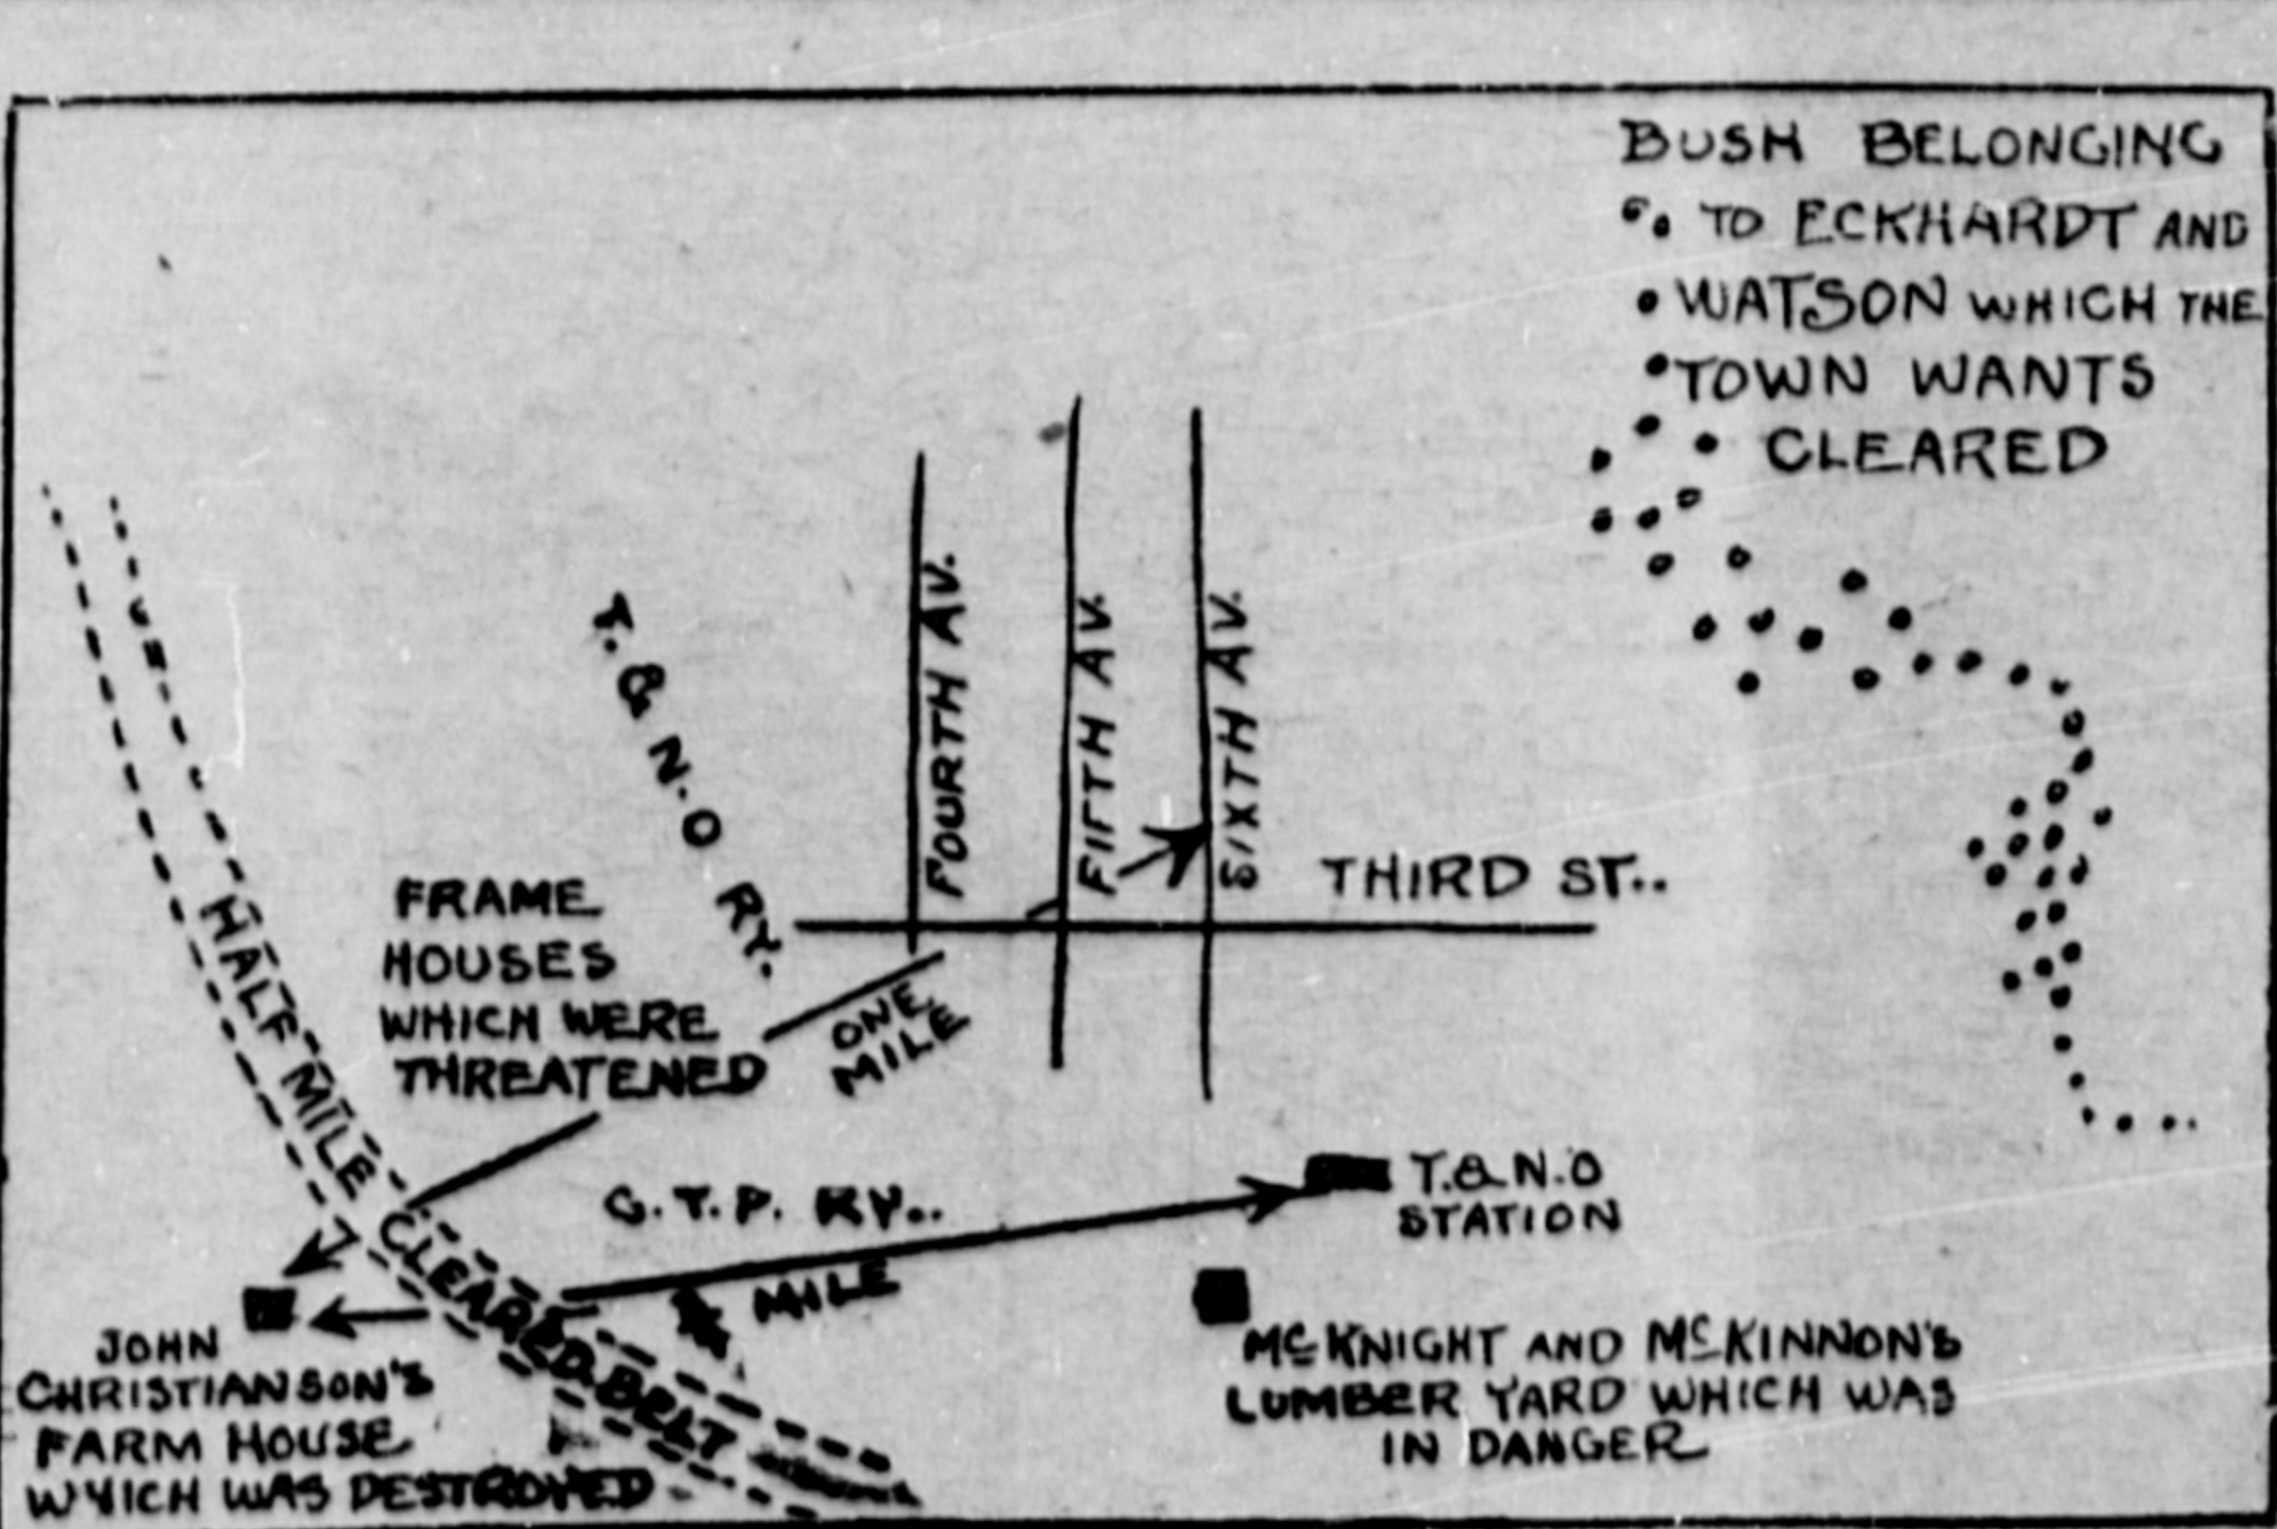 BUSH BELONGING
TO ECKHARDT AND
WATSON WHICH THE
TOWN WANTS
CLEARED
T. & N. O RY.
FOURTH AV.
FIFTH AV.
SIXTH AV.
THIRD ST..
FRAME
HOUSES
WHICH WERE
THREATENED
ONE
MILE
HALF MILE CLEARED BELT
G. T. P. RY..
MILE
T. & N. O
STATION
JOHN
CHRISTIANSON'S
FARM HOUSE
WHICH WAS DESTROYED
McKNIGHT AND McKINNON'S
LUMBER YARD WHICH WAS
IN DANGER